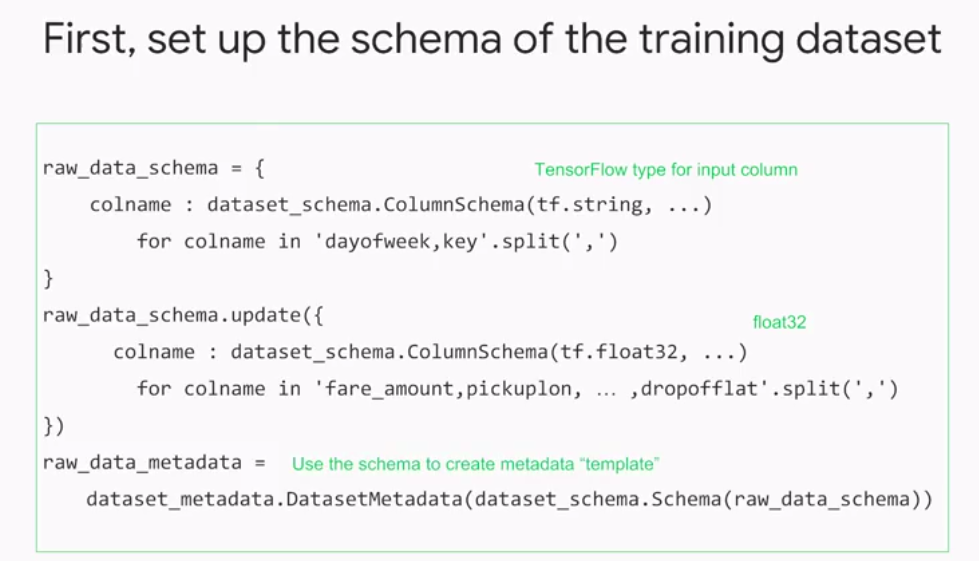 First, set up the schema of the training dataset
raw_data_schema = {
TensorFlow type for input column
colname : dataset_schema.ColumnSchema(tf.string, ...)
for colname in 'dayofweek,key'.split(',')
}
raw_data_schema.update({
float32
colname : dataset_schema.ColumnSchema(tf.float32, ...)
for colname in 'fare_amount,pickuplon, … ,dropofflat'.split(',')
})
raw_data_metadata =
Use the schema to create metadata “template”
dataset_metadata.DatasetMetadata(dataset_schema.Schema(raw_data_schema))